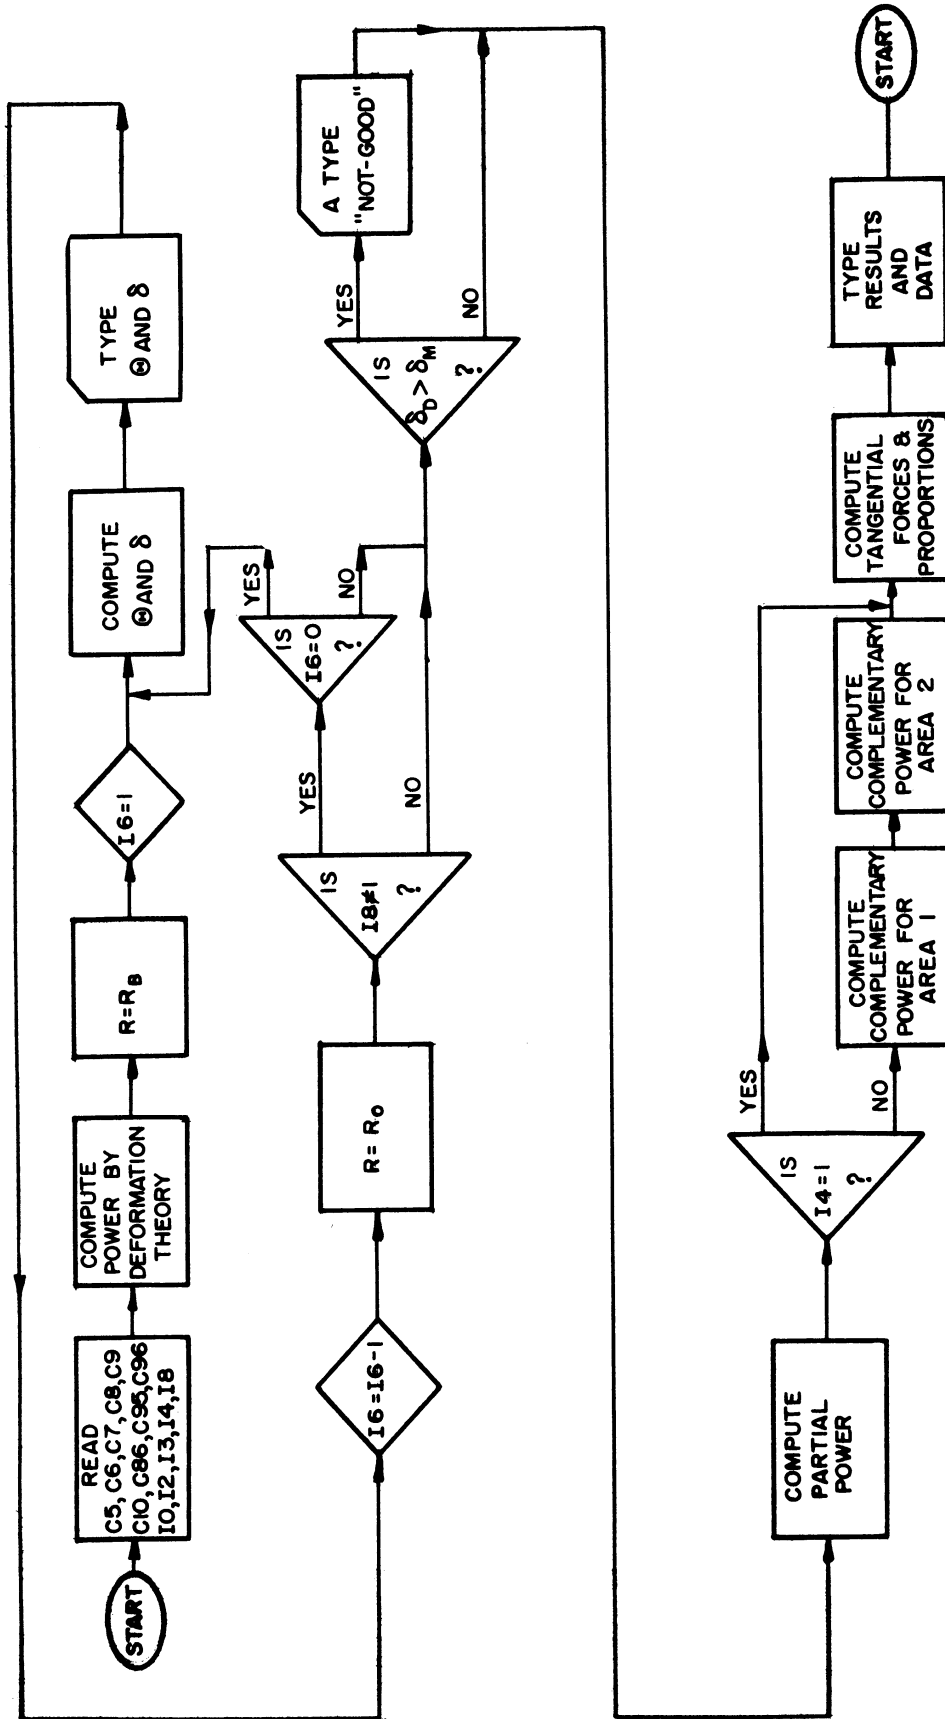 START
READ
C5, C6, C7, C8, C9
C10, C86, C95, C96
I0, I2, I3, I4, I8
COMPUTE
POWER BY
DEFORMATION
THEORY
R=R_B
I6=1
COMPUTE
Θ AND δ
TYPE
Θ AND δ
I6=I6-1
R=R_O
IS
I8≠1
?
YES
NO
IS
I6=0
?
YES
NO
IS
δ_D > δ_M
?
YES
NO
A TYPE
"NOT-GOOD"
COMPUTE
PARTIAL
POWER
IS
I4=1
?
YES
NO
COMPUTE
COMPLEMENTARY
POWER FOR
AREA 1
COMPUTE
COMPLEMENTARY
POWER FOR
AREA 2
COMPUTE
TANGENTIAL
FORCES &
PROPORTIONS
TYPE
RESULTS
AND
DATA
START